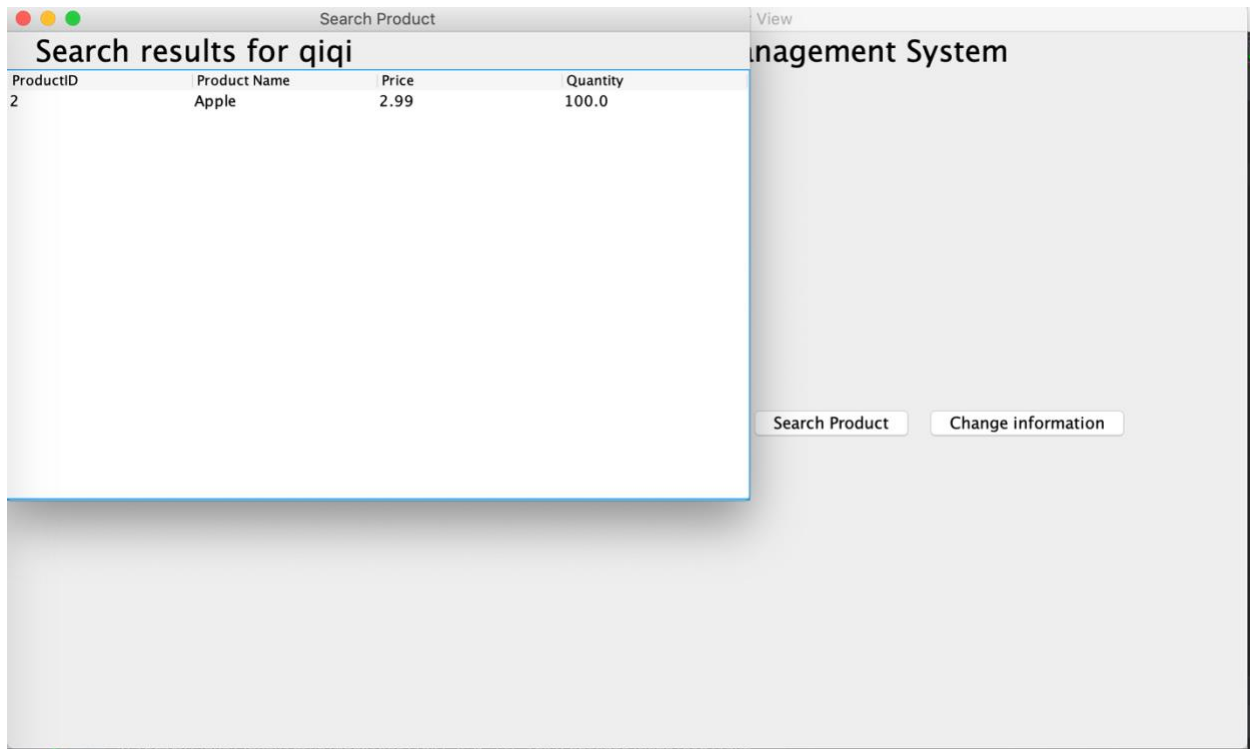 Search Product
View
Search results for qiqi
nagement System
ProductID Product Name Price Quantity
2 Apple 2.99 100.0
Search Product Change information